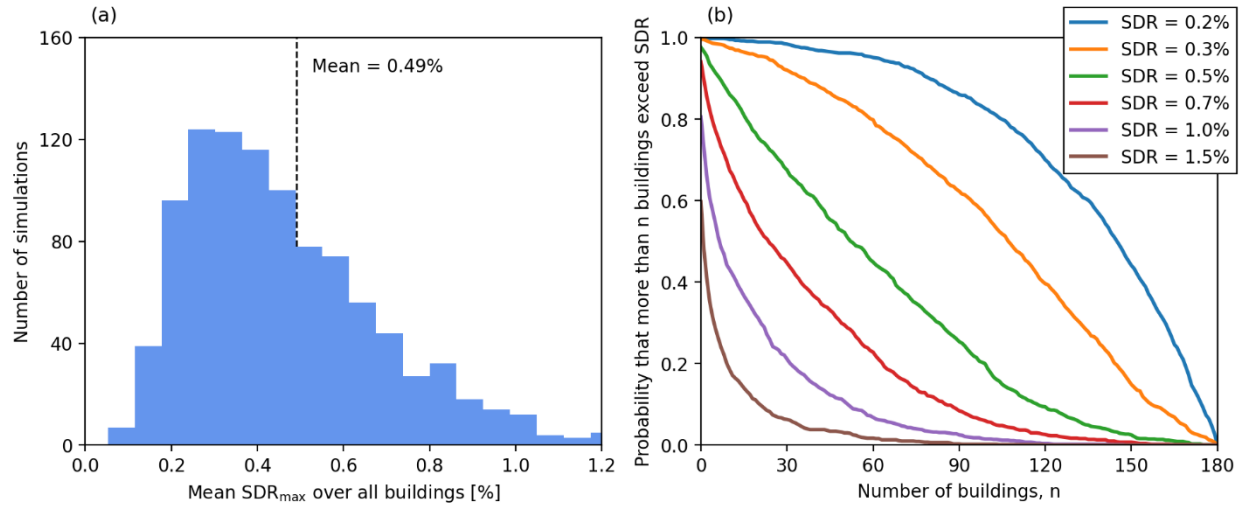 (a)
Mean = 0.49%
Number of simulations
160
120
80
40
0
0.0 0.2 0.4 0.6 0.8 1.0 1.2
Mean SDRmax over all buildings [%]
(b)
SDR = 0.2%
SDR = 0.3%
SDR = 0.5%
SDR = 0.7%
SDR = 1.0%
SDR = 1.5%
Probability that more than n buildings exceed SDR
1.0
0.8
0.6
0.4
0.2
0.0
0 30 60 90 120 150 180
Number of buildings, n